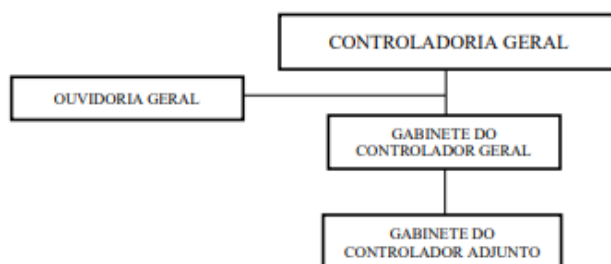 CONTROLADORIA GERAL
OUVIDORIA GERAL
GABINETE DO
CONTROLADOR GERAL
GABINETE DO
CONTROLADOR ADJUNTO